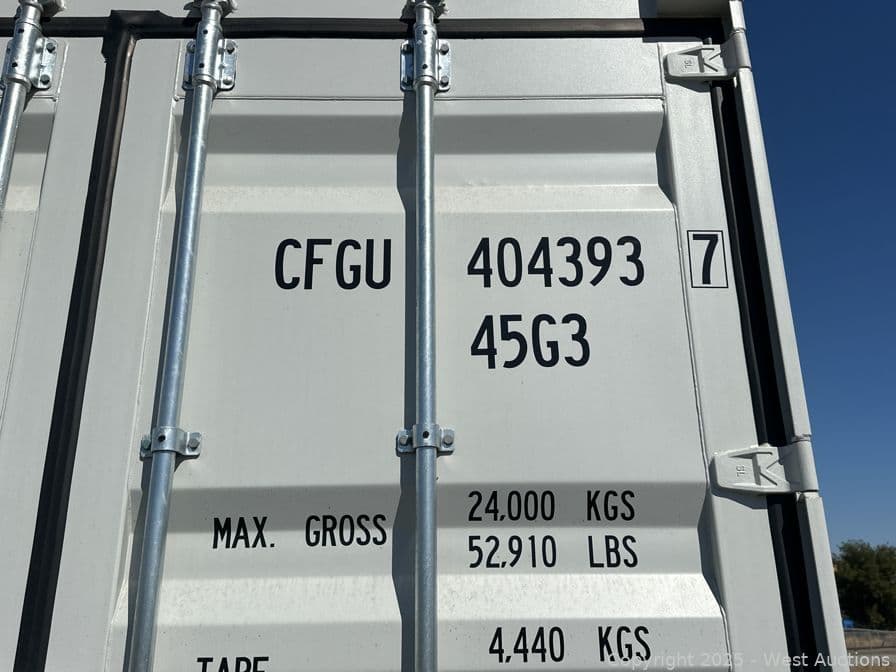 CFGU 404393 7
45G3
MAX. GROSS 24,000 KGS
52,910 LBS
TARE 4,440 KGS
Copyright 2025 - West Auctions